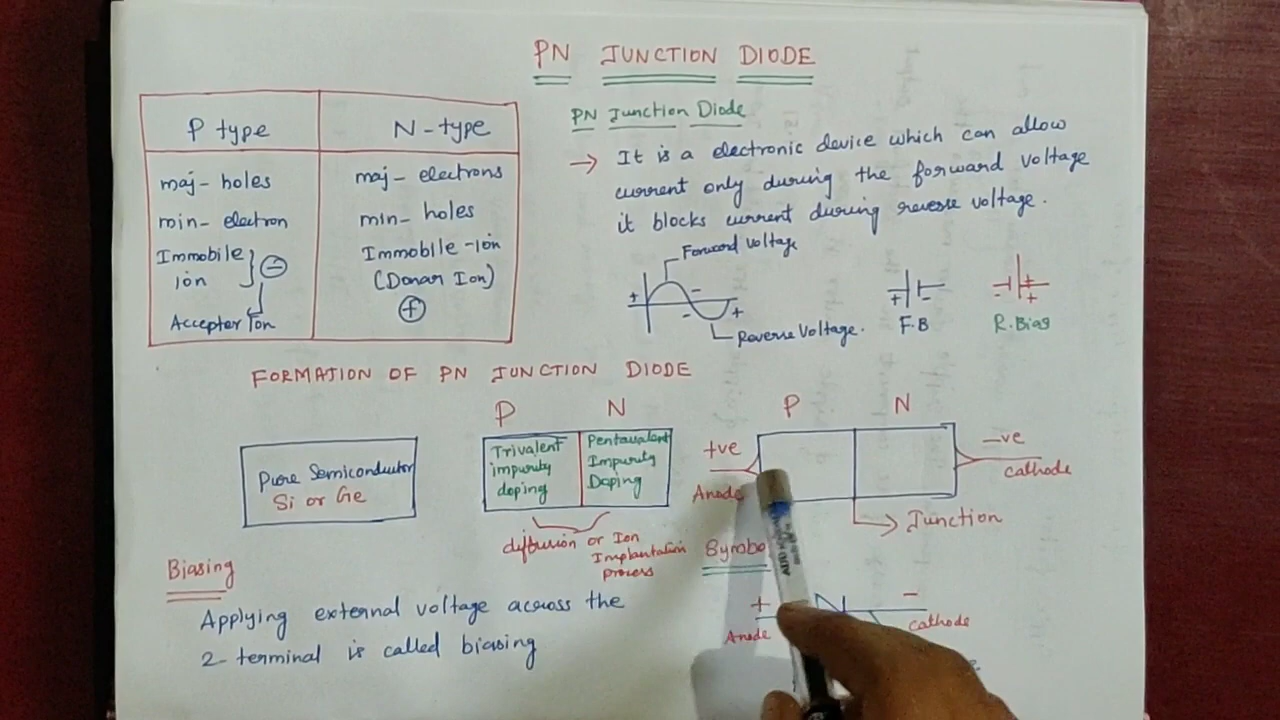 PN JUNCTION DIODE
P type
N-type
maj- holes
maj- electrons
min- electron
min- holes
Immobile
ion
-
Immobile -ion
(Donar Ion)
+
Accepter Ion
PN Junction Diode
→ It is a electronic device which can allow
current only during the forward voltage
it blocks current during reverse voltage.
Forward Voltage
+
-
-
+
Reverse Voltage.
+ -
F.B
- +
+
R.Bias
FORMATION OF PN JUNCTION DIODE
Pure Semiconductor
Si or Ge
P
N
Trivalent
impurity
doping
Pentavalent
Impurity
Doping
diffusion or Ion
Implantation
process
P
N
+ve
Anode
-ve
cathode
Junction
Biasing
Applying external voltage across the
2-terminal is called biasing
Symbo
+
-
Anode
cathode